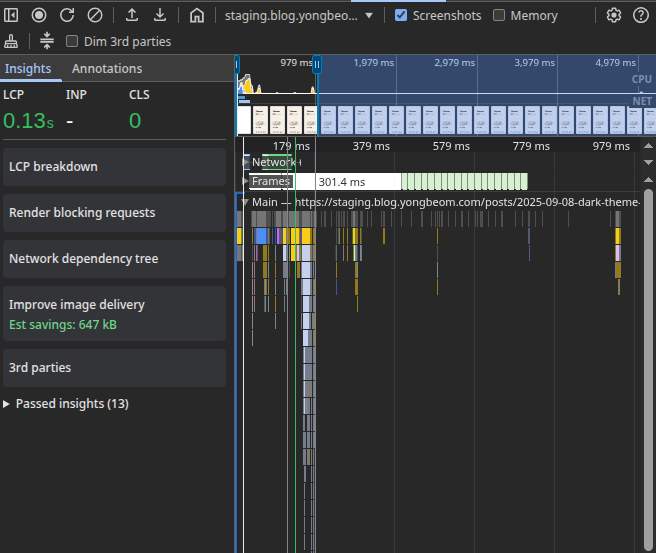 staging.blog.yongbeo...
Screenshots
Memory
Dim 3rd parties
Insights
Annotations
LCP
INP
CLS
0.13s
-
0
LCP breakdown
Render blocking requests
Network dependency tree
Improve image delivery
Est savings: 647 kB
3rd parties
Passed insights (13)
979 ms
1,979 ms
2,979 ms
3,979 ms
4,979 ms
CPU
NET
179 ms
379 ms
579 ms
779 ms
979 ms
Network
Frames
301.4 ms
Main — https://staging.blog.yongbeom.com/posts/2025-09-08-dark-theme-